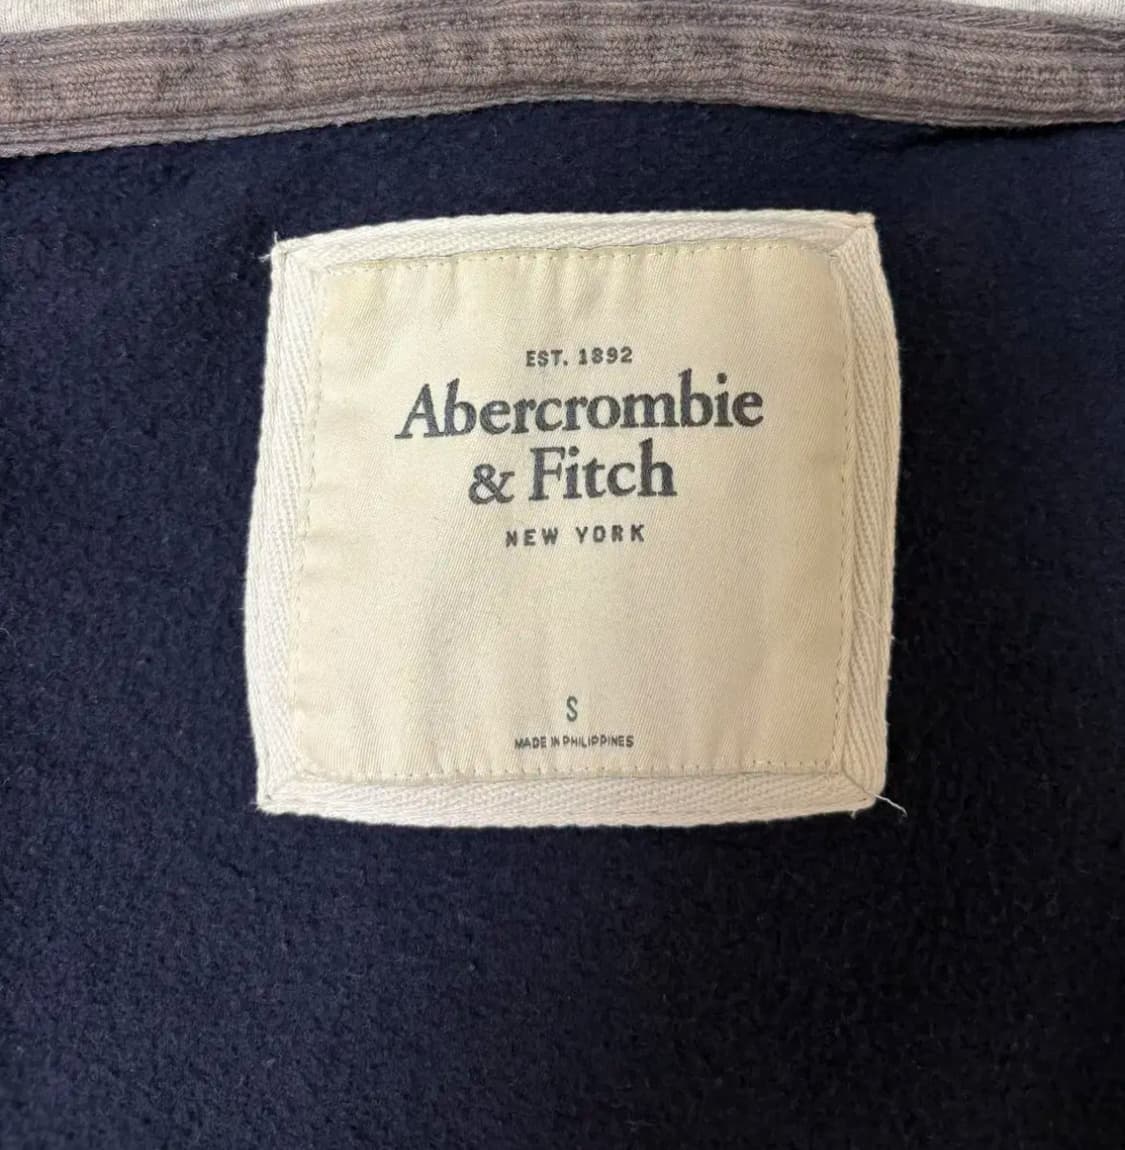 EST. 1892
Abercrombie
& Fitch
NEW YORK
S
MADE IN PHILIPPINES